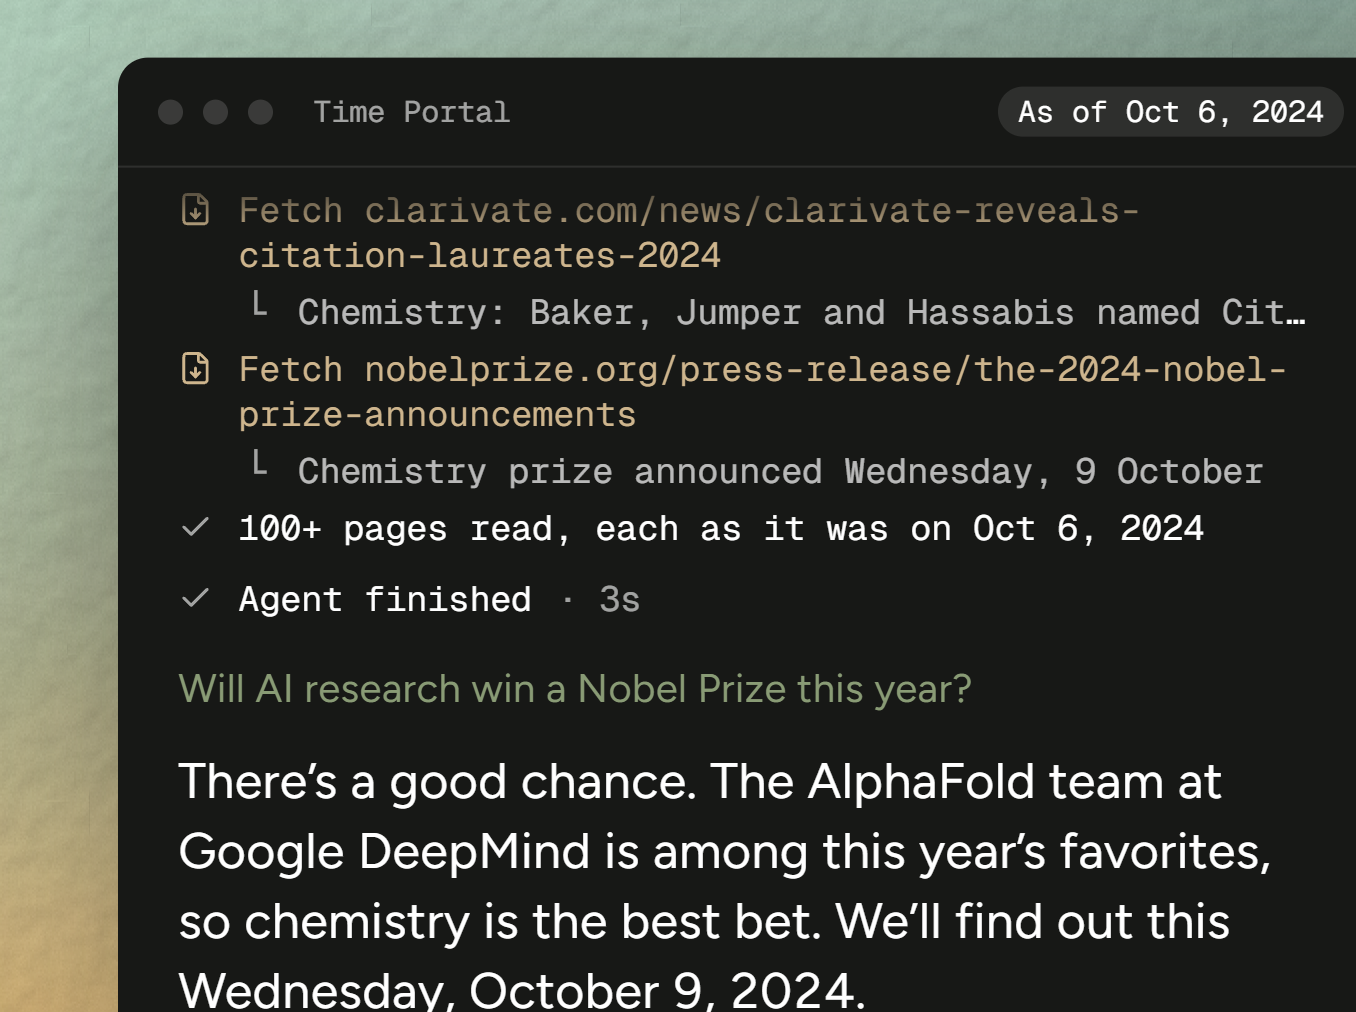 Time Portal
As of Oct 6, 2024
Fetch clarivate.com/news/clarivate-reveals-
citation-laureates-2024
└ Chemistry: Baker, Jumper and Hassabis named Cit…
Fetch nobelprize.org/press-release/the-2024-nobel-
prize-announcements
└ Chemistry prize announced Wednesday, 9 October
✓ 100+ pages read, each as it was on Oct 6, 2024
✓ Agent finished · 3s
Will AI research win a Nobel Prize this year?
There’s a good chance. The AlphaFold team at
Google DeepMind is among this year’s favorites,
so chemistry is the best bet. We’ll find out this
Wednesday, October 9, 2024.